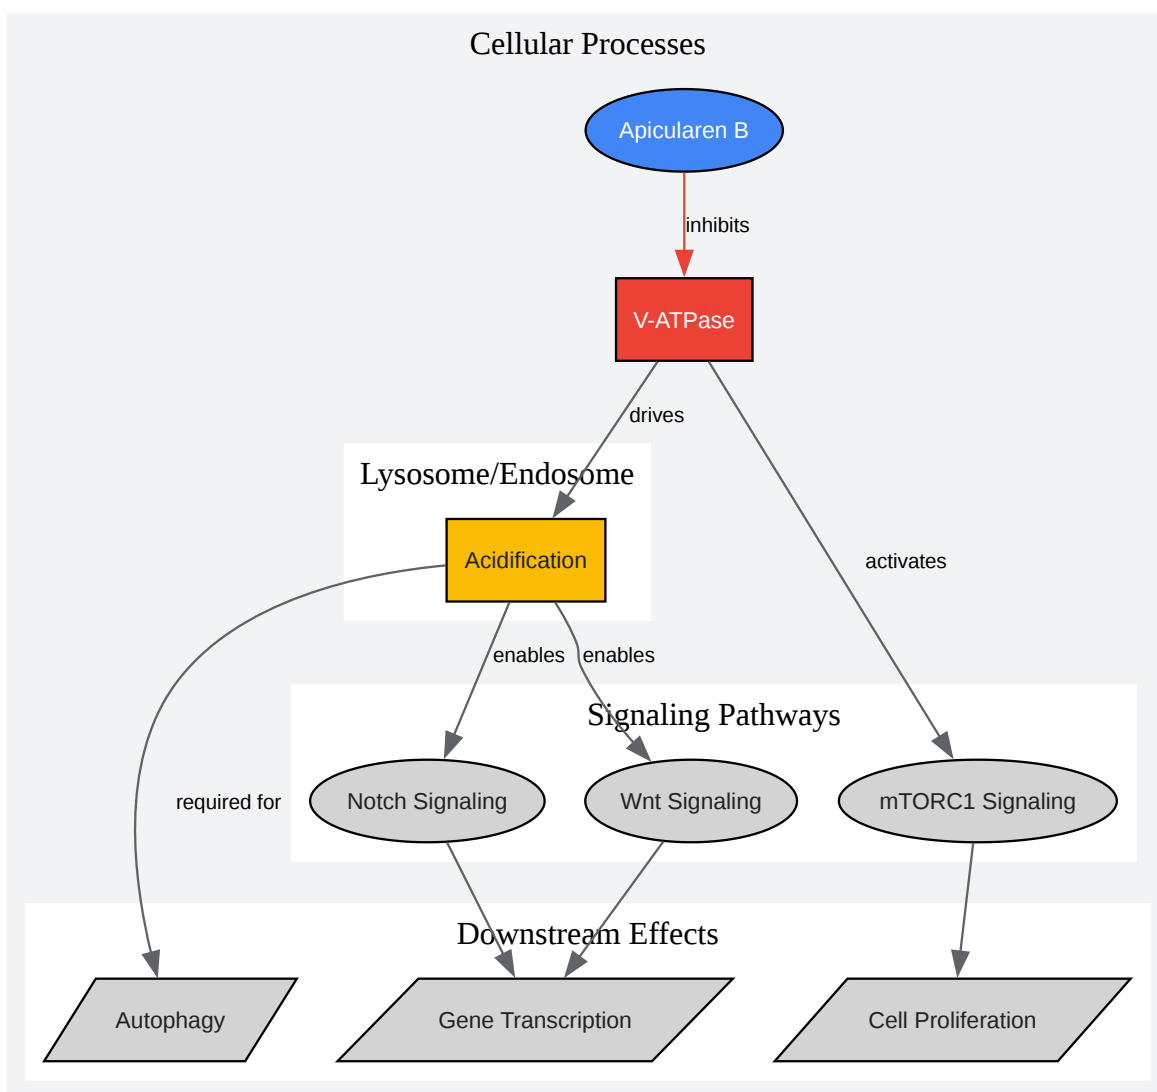 Cellular Processes
Apicularen B
inhibits
V-ATPase
drives
Lysosome/Endosome
Acidification
activates
enables
enables
Signaling Pathways
required for
Notch Signaling
Wnt Signaling
mTORC1 Signaling
Downstream Effects
Autophagy
Gene Transcription
Cell Proliferation